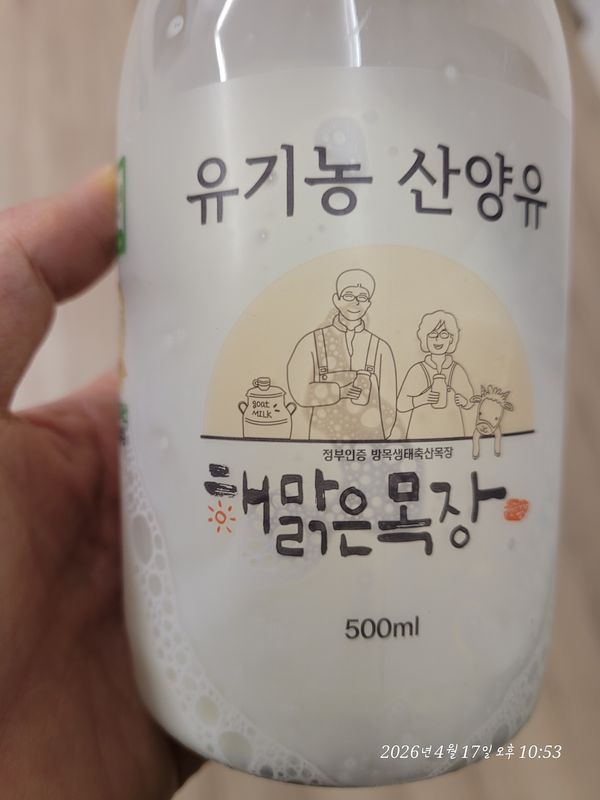 유기농 산양유
goat
MILK
정부인증 방목생태축산목장
해맑은목장
500ml
2026년 4월 17일 오후 10:53